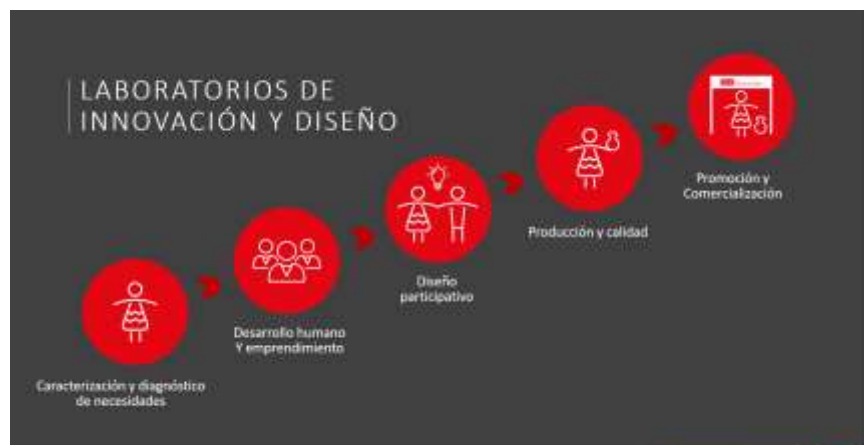 LABORATORIOS DE
INNOVACIÓN Y DISEÑO
Caracterización y diagnóstico
de necesidades
Desarrollo humano
Y emprendimiento
Diseño
participativo
Producción y calidad
Promoción y
Comercialización